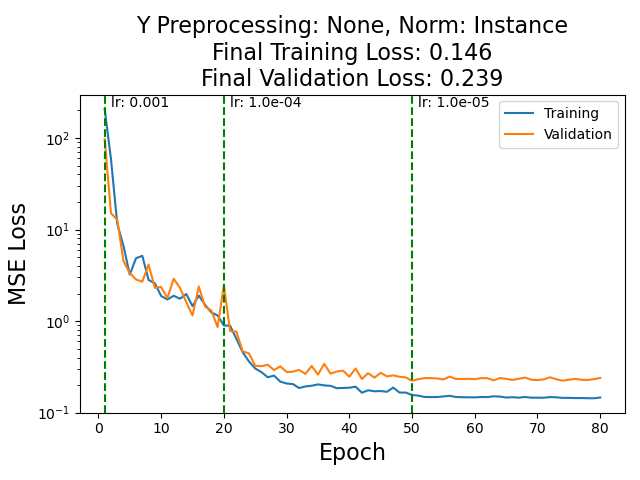 Y Preprocessing: None, Norm: Instance
Final Training Loss: 0.146
Final Validation Loss: 0.239
lr: 0.001
lr: 1.0e-04
lr: 1.0e-05
Training
Validation
MSE Loss
10²
10¹
10⁰
10⁻¹
0 10 20 30 40 50 60 70 80
Epoch